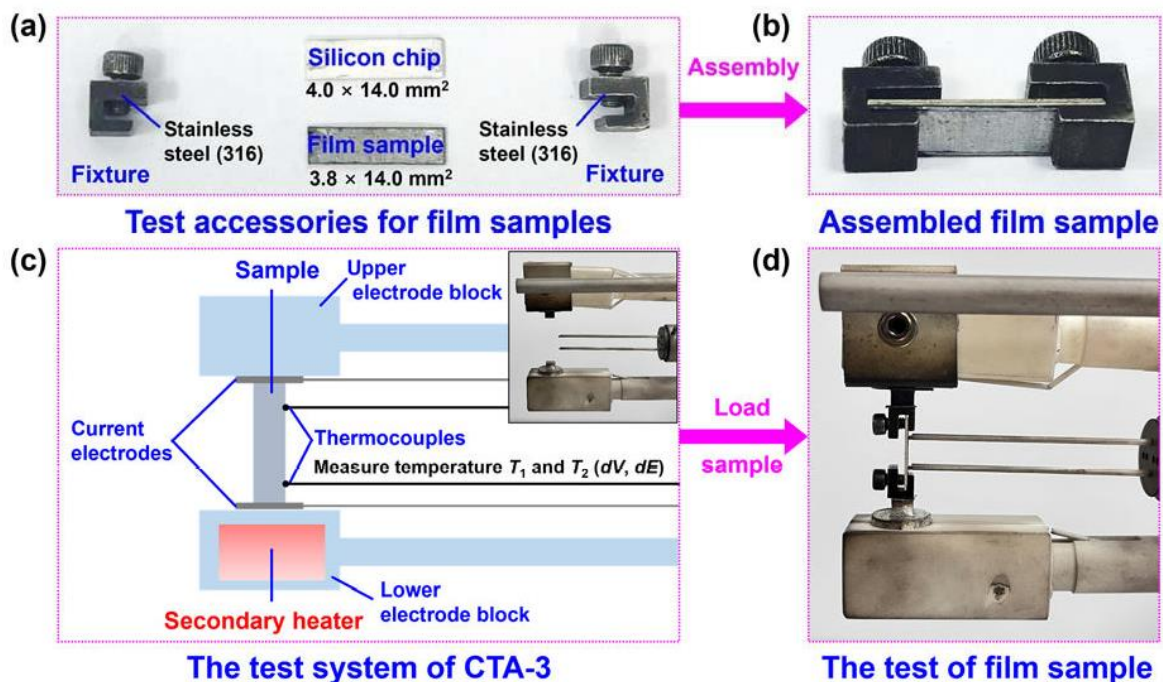 (a)
Silicon chip
4.0 × 14.0 mm²
Stainless
steel (316)
Fixture
Film sample
3.8 × 14.0 mm²
Stainless
steel (316)
Fixture
Test accessories for film samples
Assembly
(b)
Assembled film sample
(c)
Sample
Upper
electrode block
Current
electrodes
Thermocouples
Measure temperature T₁ and T₂ (dV, dE)
Lower
electrode block
Secondary heater
The test system of CTA-3
Load
sample
(d)
The test of film sample